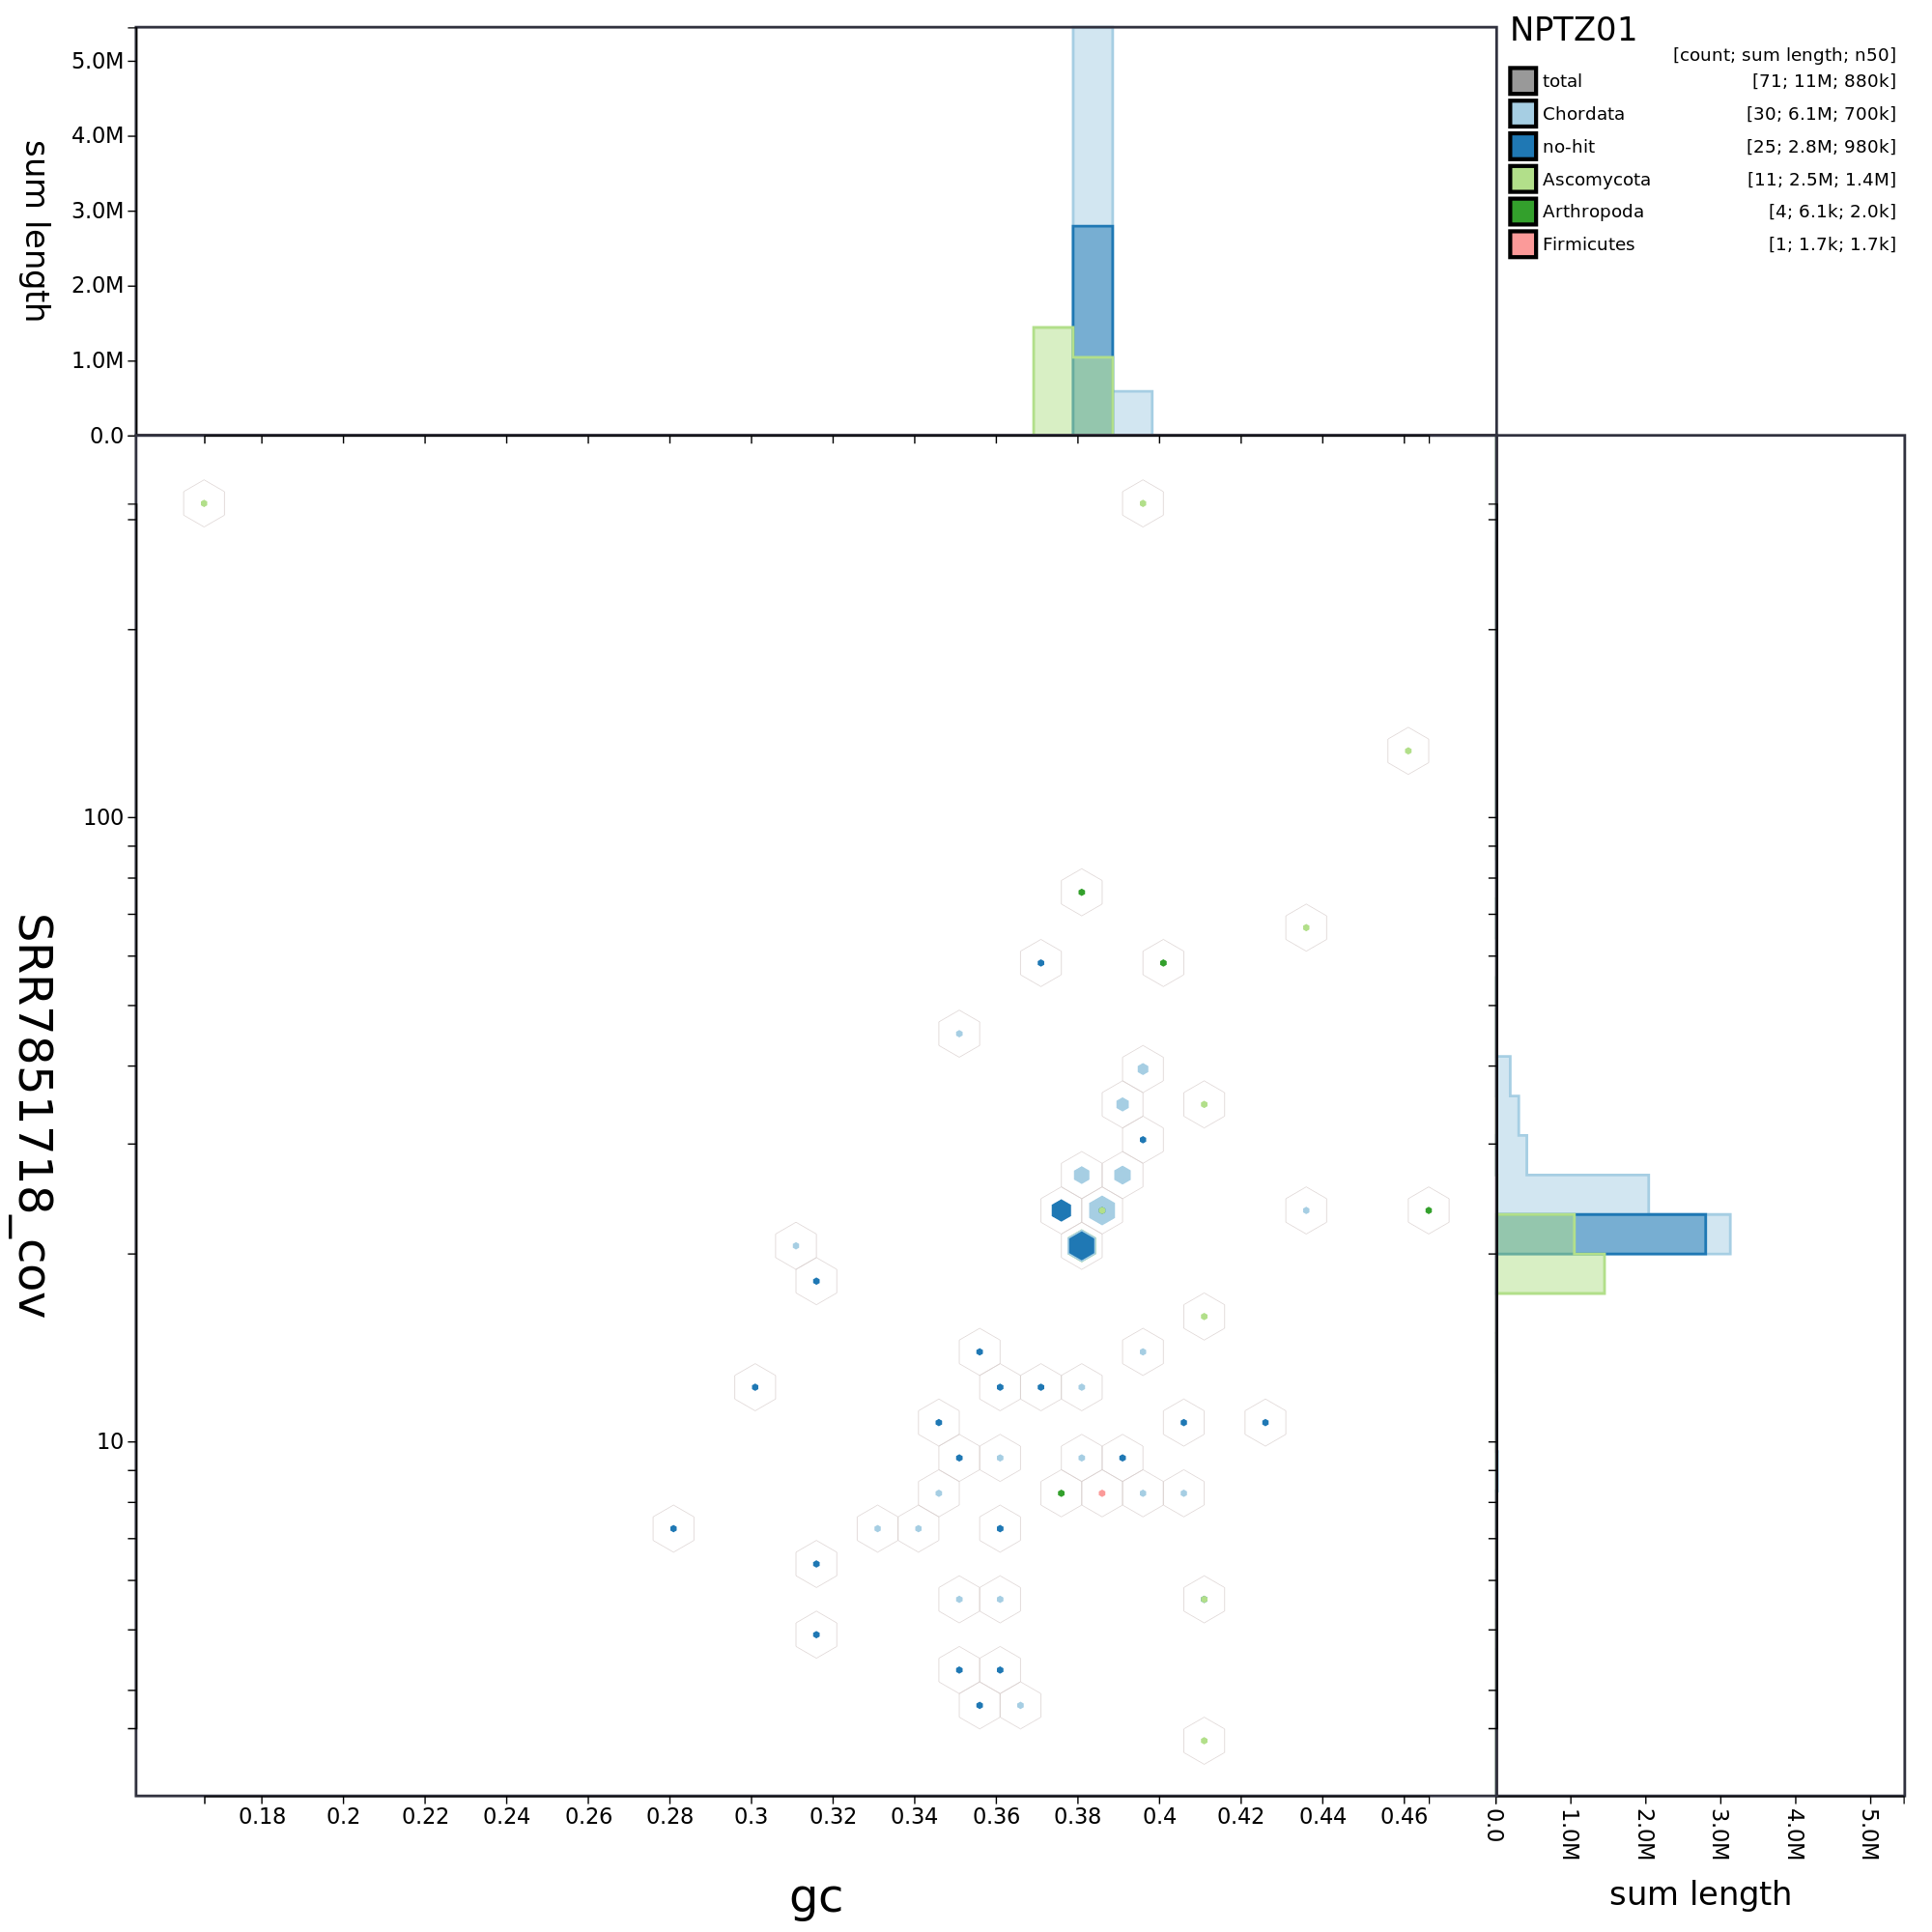 NPTZ01
[count; sum length; n50]
total [71; 11M; 880k]
Chordata [30; 6.1M; 700k]
no-hit [25; 2.8M; 980k]
Ascomycota [11; 2.5M; 1.4M]
Arthropoda [4; 6.1k; 2.0k]
Firmicutes [1; 1.7k; 1.7k]
sum length
5.0M
4.0M
3.0M
2.0M
1.0M
0.0
SRR7851718_cov
100
10
0.18 0.2 0.22 0.24 0.26 0.28 0.3 0.32 0.34 0.36 0.38 0.4 0.42 0.44 0.46
gc
0.0 1.0M 2.0M 3.0M 4.0M 5.0M
sum length